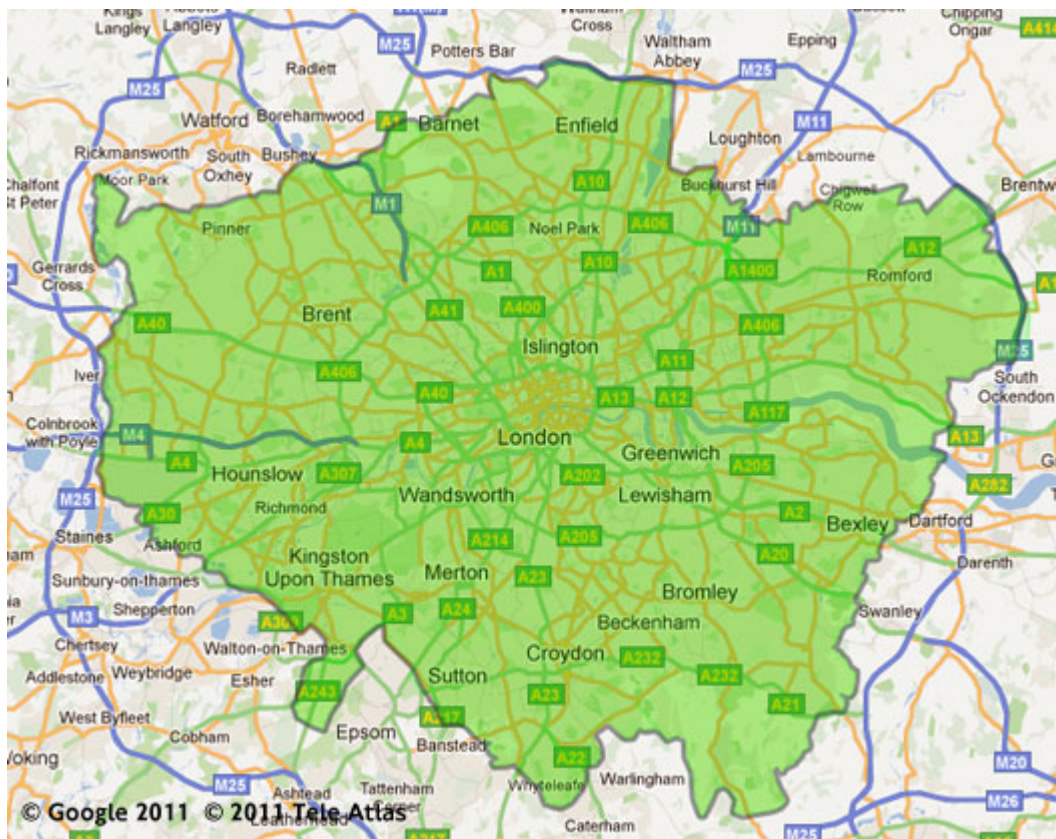 Kings
Langley
Abbots
Langley
M25
Potters Bar
Waltham
Cross
Waltham
Abbey
Epping
Chipping
Ongar
A414
Radlett
M25
M25
Watford
Borehamwood
A1
Barnet
Enfield
Loughton
M11
Rickmansworth
South
Oxhey
Bushey
Lambourne
Moor Park
A10
Buckhurst Hill
Chigwell
Row
M1
Pinner
A406
Noel Park
A406
M11
A12
Gerrards
Cross
A1
A10
A1400
Romford
Brent
A41
A400
A40
A406
Islington
M25
A11
Iver
A406
A40
A13
A12
A117
South
Ockendon
Colnbrook
with Poyle
M4
A4
London
A13
A4
Hounslow
A307
Greenwich
A205
A202
M25
Wandsworth
Lewisham
A282
Richmond
A30
A2
Bexley
Dartford
Staines
Ashford
A214
A205
A20
Kingston
Upon Thames
Merton
A23
Darenth
Sunbury-on-thames
Bromley
M3
Shepperton
A3
A24
Beckenham
Swanley
Chertsey
Walton-on-Thames
Croydon
A232
Addlestone
Weybridge
Esher
Sutton
A232
A243
A23
A21
West Byfleet
Epsom
A217
Banstead
Cobham
A22
M20
Whyteleafe
Warlingham
M25
Ashtead
Tattenham
Corner
M26
© Google 2011 © 2011 Tele Atlas
Leatherhead
Caterham
M25